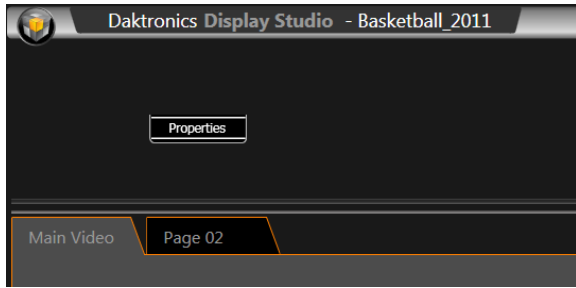 Daktronics Display Studio - Basketball_2011
Properties
Main Video Page 02